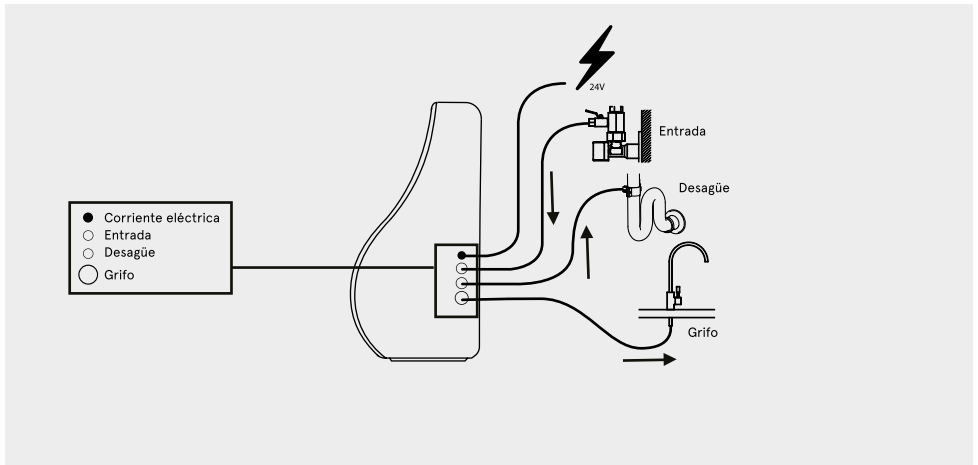 24V
Entrada
Desagüe
Corriente eléctrica
Entrada
Desagüe
Grifo
Grifo